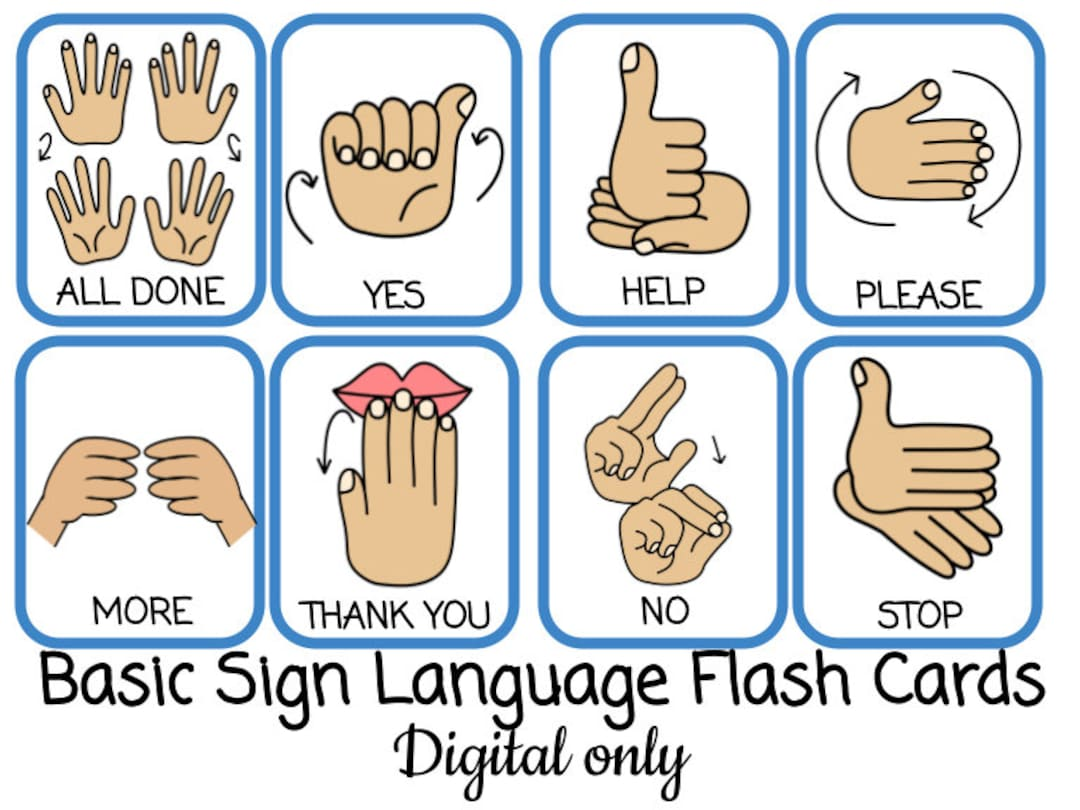 ALL DONE
YES
HELP
PLEASE
MORE
THANK YOU
NO
STOP
Basic Sign Language Flash Cards
Digital only